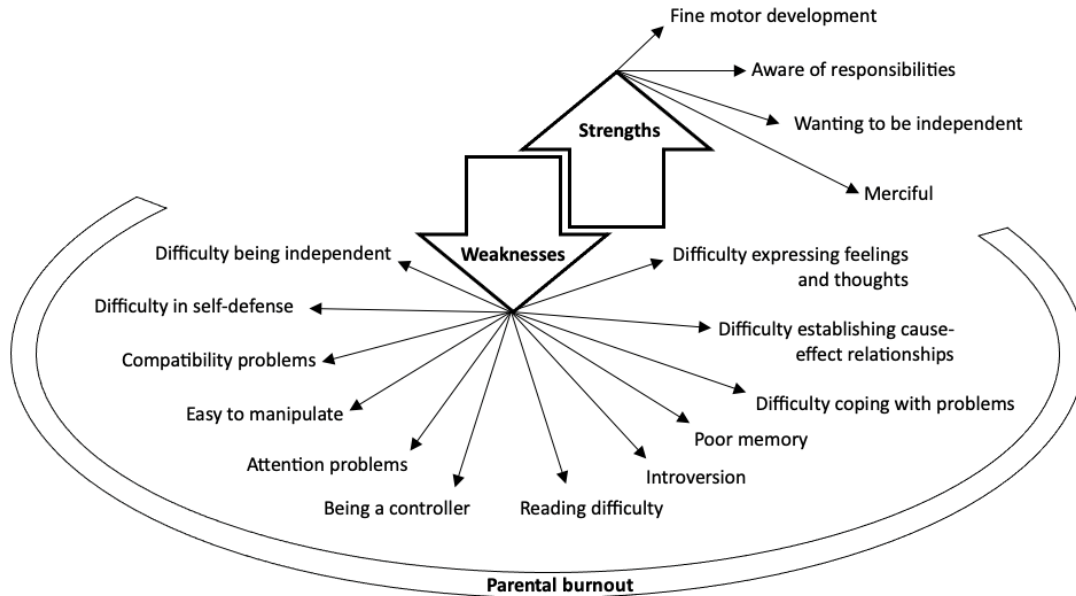 Fine motor development
Aware of responsibilities
Wanting to be independent
Strengths
Merciful
Weaknesses
Difficulty being independent
Difficulty in self-defense
Compatibility problems
Easy to manipulate
Attention problems
Being a controller
Reading difficulty
Introversion
Poor memory
Difficulty coping with problems
Difficulty establishing cause-
effect relationships
Difficulty expressing feelings
and thoughts
Parental burnout